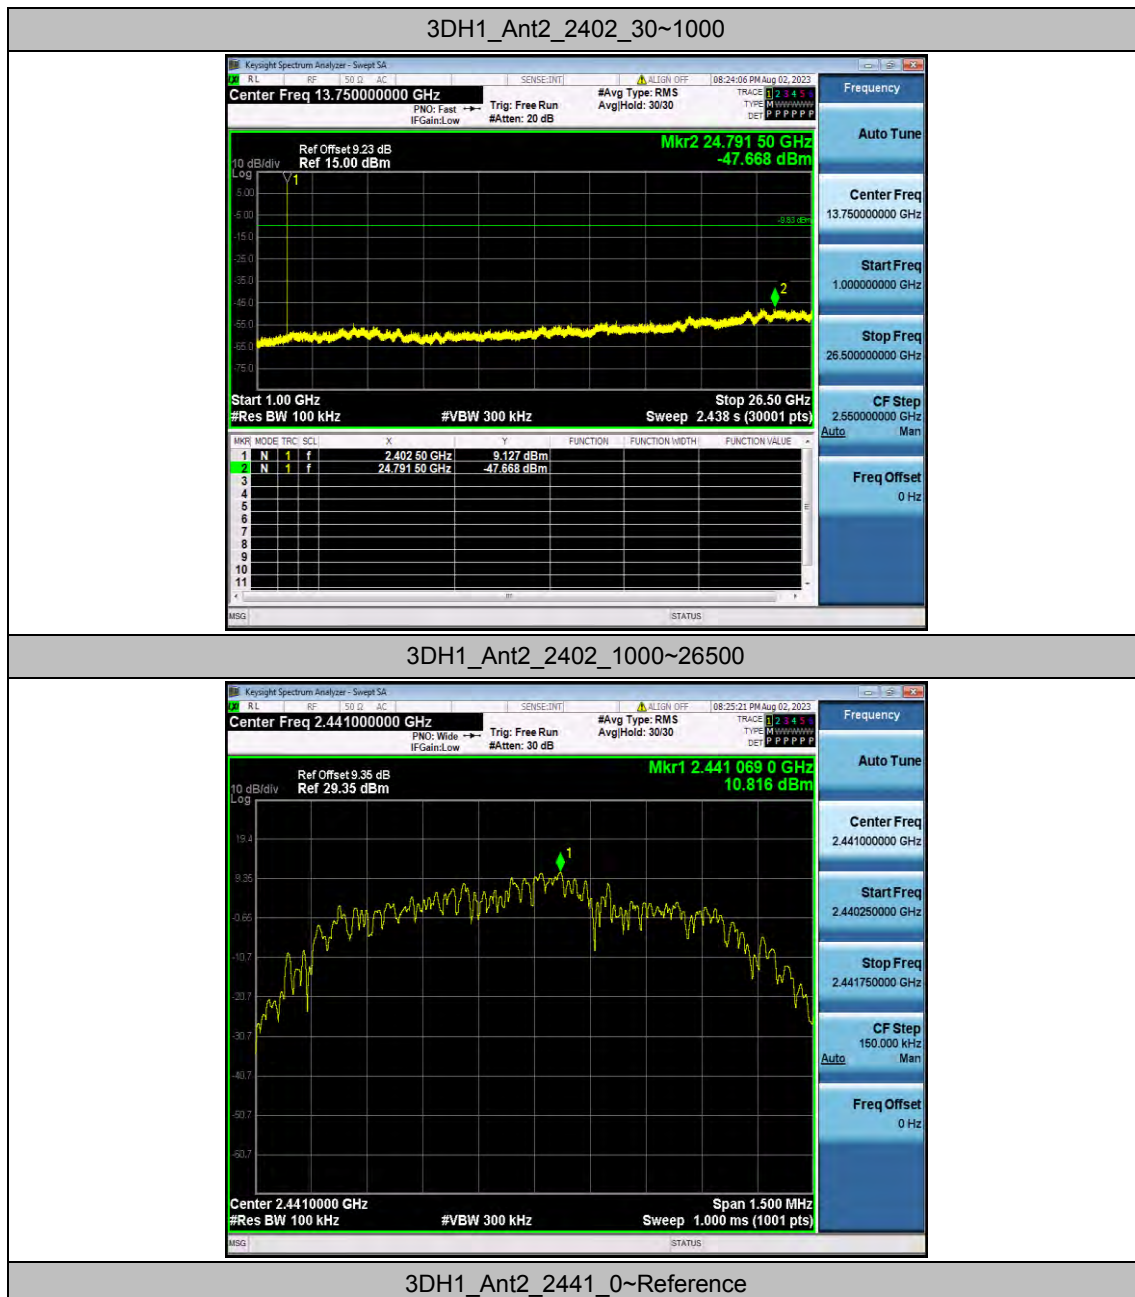 3DH1_Ant2_2402_30~1000
Keysight Spectrum Analyzer - Swept SA
RL RF 50 Ω AC SENSE:INT ALIGN OFF 08:24:06 PM Aug 02, 2023
Center Freq 13.750000000 GHz
PNO: Fast
IFGain:Low
Trig: Free Run
#Atten: 20 dB
#Avg Type: RMS
Avg|Hold: 30/30
TRACE 1 2 3 4 5 6
TYPE M WWWWW
DET P P P P P P
Ref Offset 9.23 dB
10 dB/div Ref 15.00 dBm
Log
Mkr2 24.791 50 GHz
-47.668 dBm
1
5.00
-5.00
-9.83 dBm
-15.0
-25.0
-35.0
2
-45.0
-55.0
-65.0
-75.0
Start 1.00 GHz Stop 26.50 GHz
#Res BW 100 kHz #VBW 300 kHz Sweep 2.438 s (30001 pts)
MKR MODE TRC SCL X Y FUNCTION FUNCTION WIDTH FUNCTION VALUE
1 N 1 f 2.402 50 GHz 9.127 dBm
2 N 1 f 24.791 50 GHz -47.668 dBm
3
4
5
6
7
8
9
10
11
MSG STATUS
Frequency
Auto Tune
Center Freq
13.750000000 GHz
Start Freq
1.000000000 GHz
Stop Freq
26.500000000 GHz
CF Step
2.550000000 GHz
Auto Man
Freq Offset
0 Hz
3DH1_Ant2_2402_1000~26500
Keysight Spectrum Analyzer - Swept SA
RL RF 50 Ω AC SENSE:INT ALIGN OFF 08:25:21 PM Aug 02, 2023
Center Freq 2.441000000 GHz
PNO: Wide
IFGain:Low
Trig: Free Run
#Atten: 30 dB
#Avg Type: RMS
Avg|Hold: 30/30
TRACE 1 2 3 4 5 6
TYPE M WWWWW
DET P P P P P P
Ref Offset 9.35 dB
10 dB/div Ref 29.35 dBm
Log
Mkr1 2.441 069 0 GHz
10.816 dBm
19.4
1
9.35
-0.65
-10.7
-20.7
-30.7
-40.7
-50.7
-60.7
Center 2.4410000 GHz Span 1.500 MHz
#Res BW 100 kHz #VBW 300 kHz Sweep 1.000 ms (1001 pts)
MSG STATUS
Frequency
Auto Tune
Center Freq
2.441000000 GHz
Start Freq
2.440250000 GHz
Stop Freq
2.441750000 GHz
CF Step
150.000 kHz
Auto Man
Freq Offset
0 Hz
3DH1_Ant2_2441_0~Reference